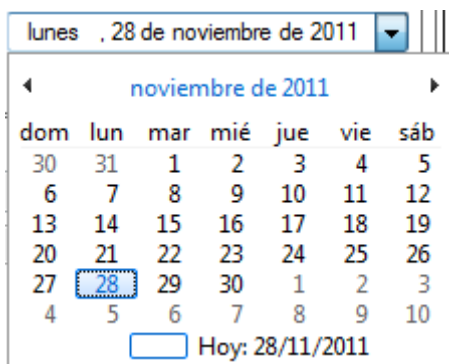 lunes , 28 de noviembre de 2011
noviembre de 2011
dom lun mar mié jue vie sáb
30 31 1 2 3 4 5
6 7 8 9 10 11 12
13 14 15 16 17 18 19
20 21 22 23 24 25 26
27 28 29 30 1 2 3
4 5 6 7 8 9 10
Hoy: 28/11/2011